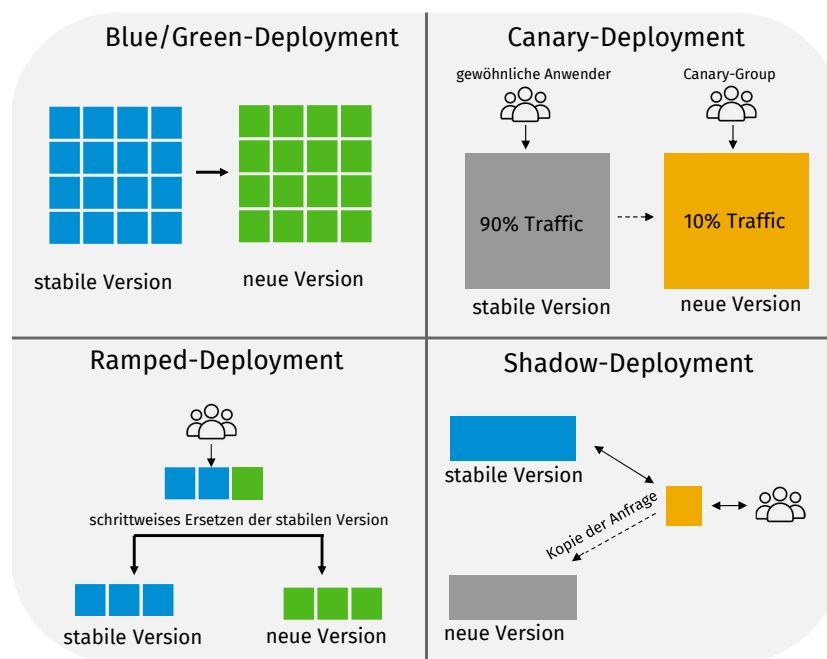 Blue/Green-Deployment
stabile Version
neue Version
Canary-Deployment
gewöhnliche Anwender
Canary-Group
90% Traffic
10% Traffic
stabile Version
neue Version
Ramped-Deployment
schrittweises Ersetzen der stabilen Version
stabile Version
neue Version
Shadow-Deployment
stabile Version
Kopie der Anfrage
neue Version